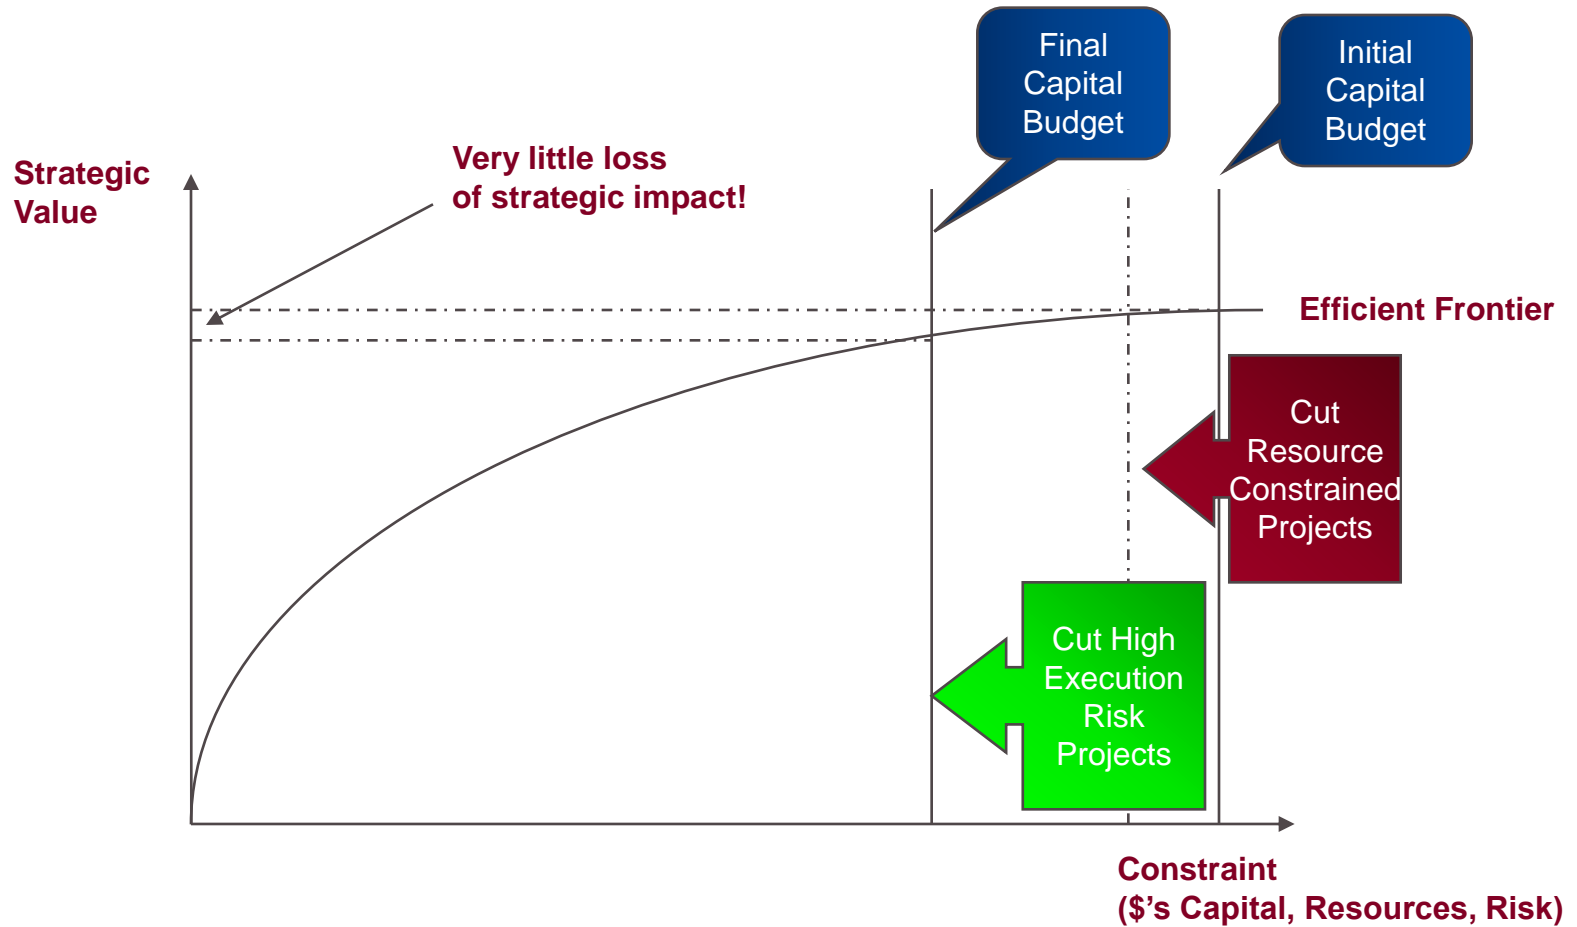 Final
Capital
Budget
Initial
Capital
Budget
Very little loss
of strategic impact!
Strategic
Value
Efficient Frontier
Cut
Resource
Constrained
Projects
Cut High
Execution
Risk
Projects
Constraint
($’s Capital, Resources, Risk)